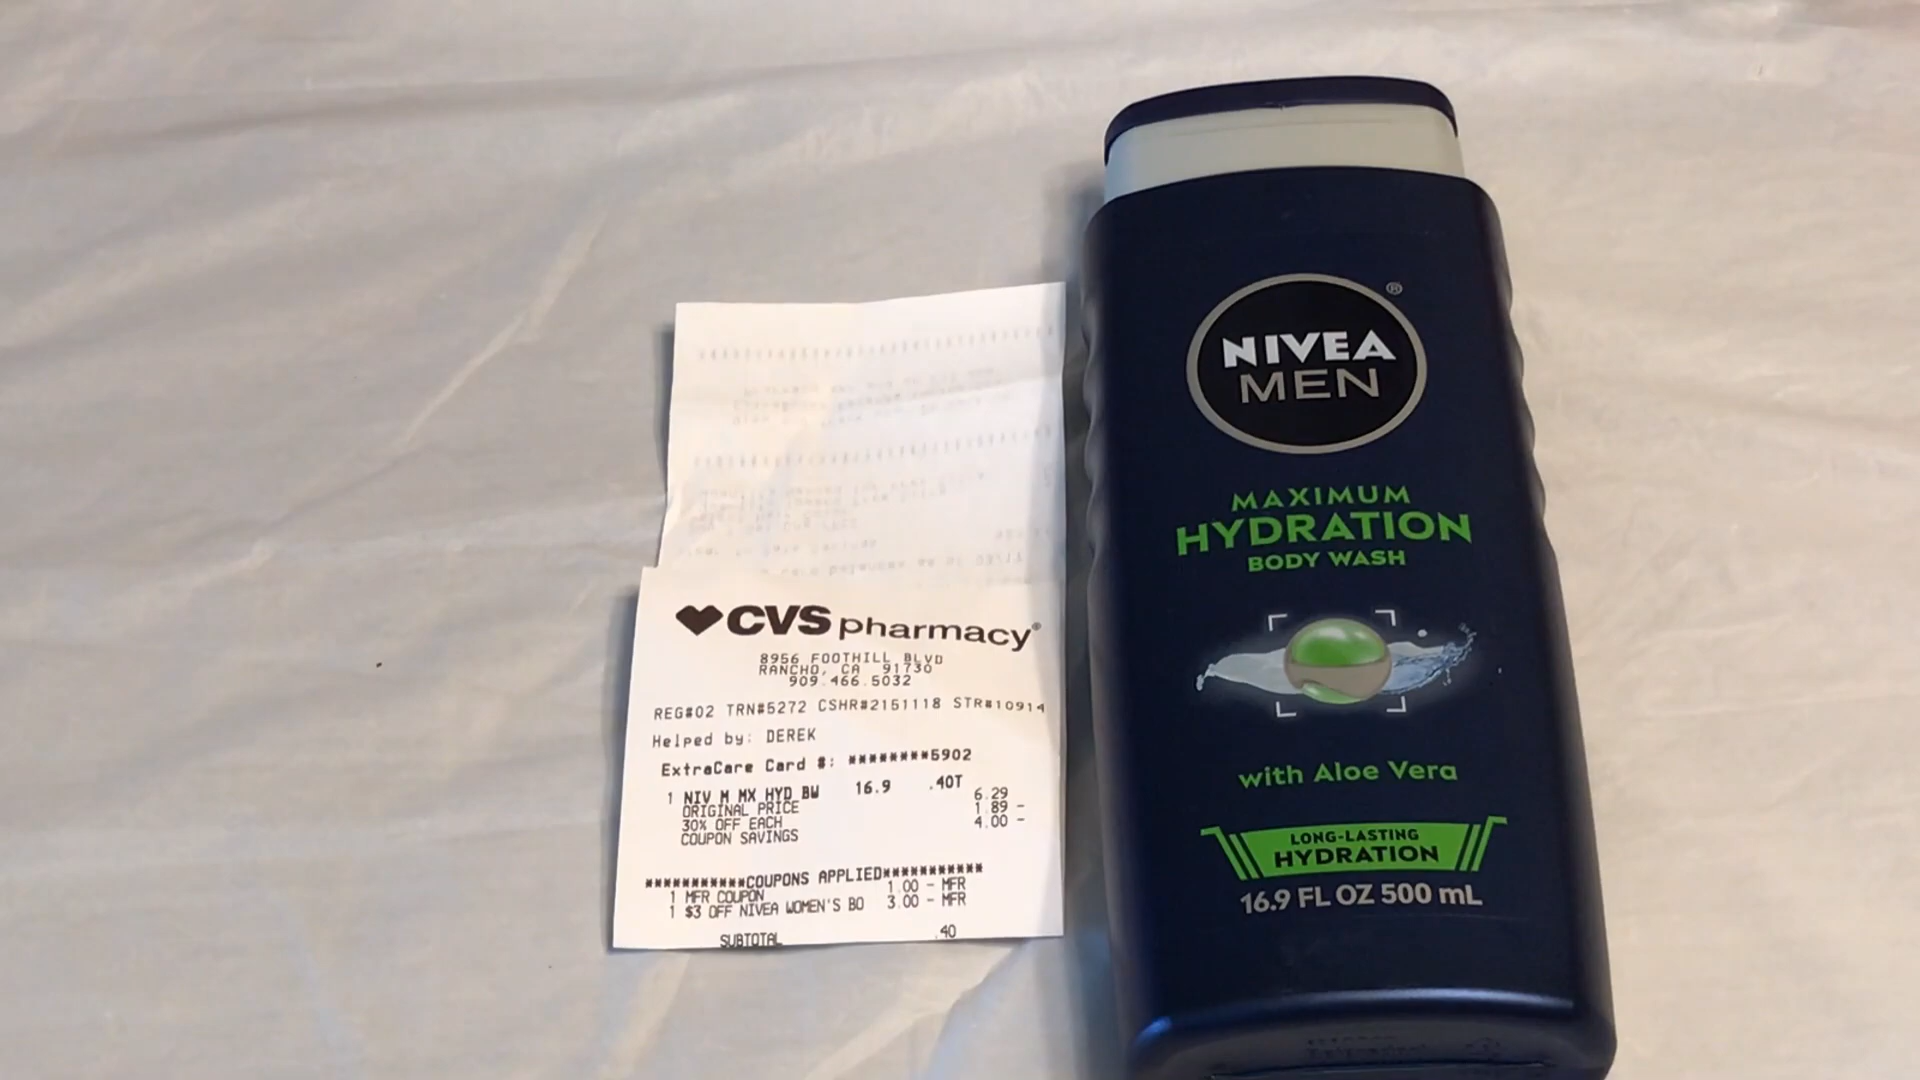 CVS pharmacy®
8956 FOOTHILL BLVD
RANCHO, CA 91730
909.466.5032
REG#02 TRN#5272 CSHR#2151118 STR#10914
Helped by: DEREK
ExtraCare Card #: ********5902
1 NIV M MX HYD BW 16.9 .40T
ORIGINAL PRICE 6.29
30% OFF EACH 1.89 -
COUPON SAVINGS 4.00 -
***********COUPONS APPLIED***********
1 MFR COUPON 1.00 - MFR
1 $3 OFF NIVEA WOMEN'S BO 3.00 - MFR
SUBTOTAL .40
NIVEA ®
MEN
MAXIMUM
HYDRATION
BODY WASH
with Aloe Vera
LONG-LASTING
HYDRATION
16.9 FL OZ 500 mL